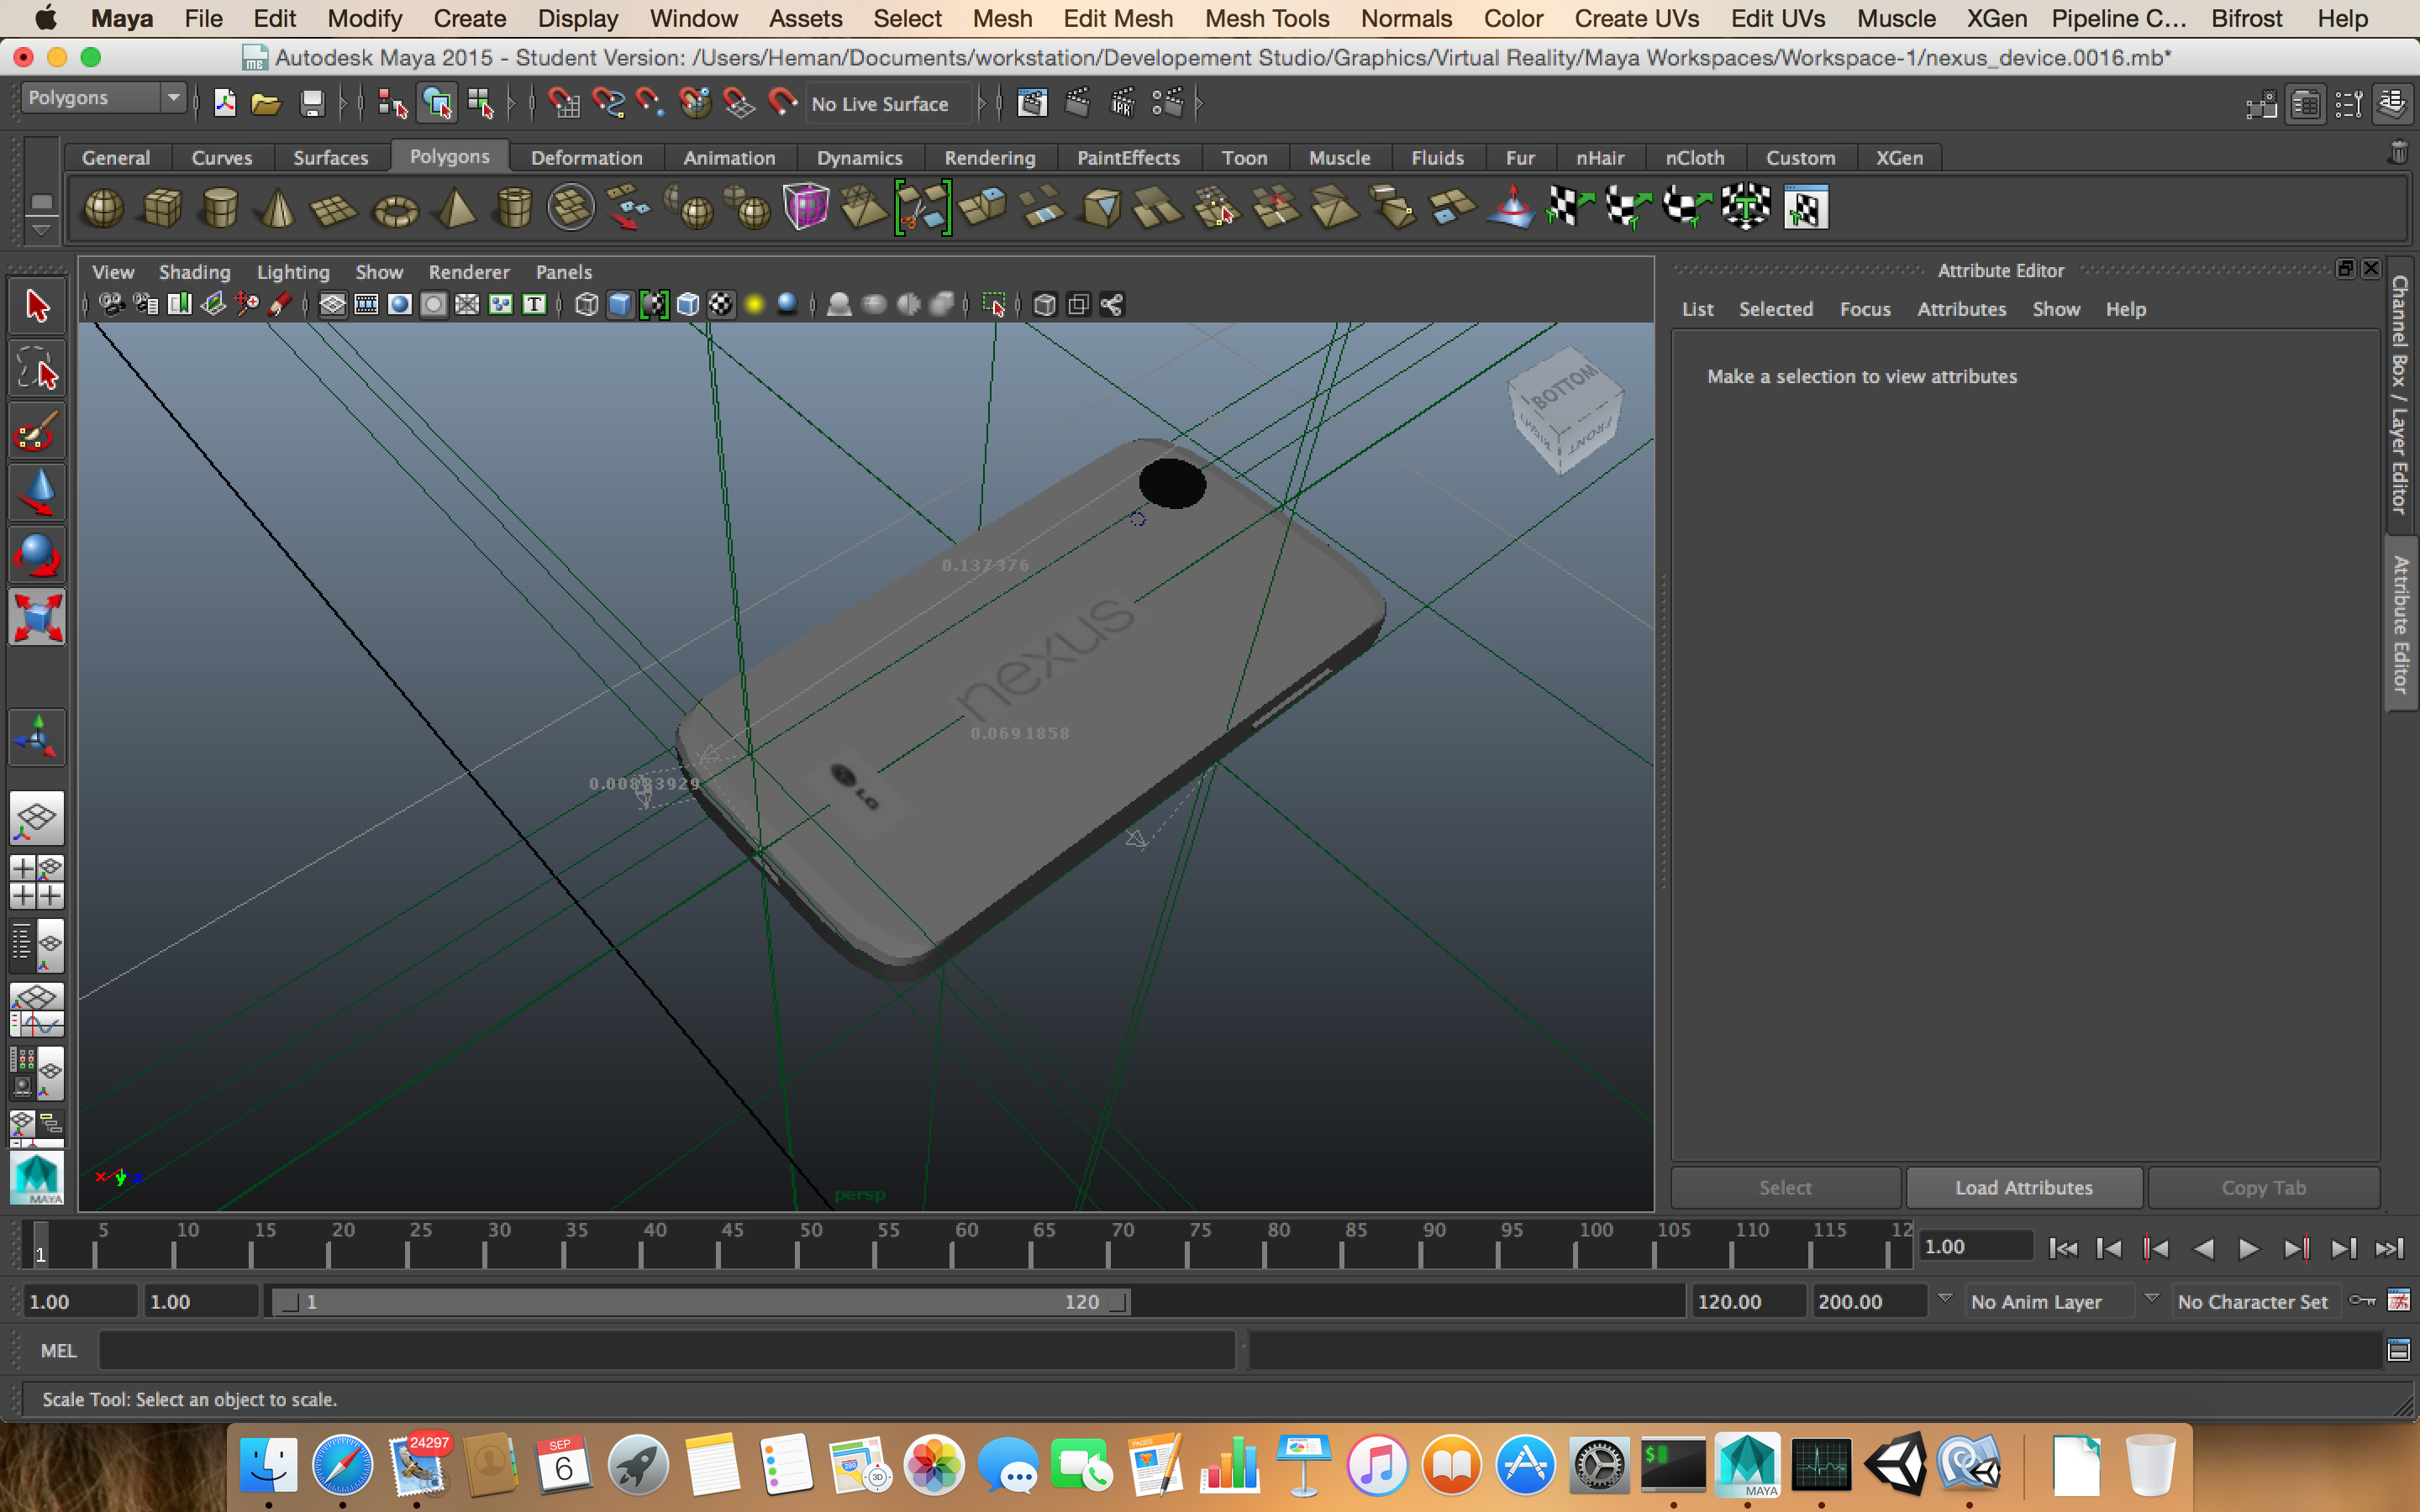 Maya File Edit Modify Create Display Window Assets Select Mesh Edit Mesh Mesh Tools Normals Color Create UVs Edit UVs Muscle XGen Pipeline C... Bifrost Help
Autodesk Maya 2015 - Student Version: /Users/Heman/Documents/workstation/Developement Studio/Graphics/Virtual Reality/Maya Workspaces/Workspace-1/nexus_device.0016.mb*
Polygons No Live Surface
General Curves Surfaces Polygons Deformation Animation Dynamics Rendering PaintEffects Toon Muscle Fluids Fur nHair nCloth Custom XGen
View Shading Lighting Show Renderer Panels
Attribute Editor
List Selected Focus Attributes Show Help
Make a selection to view attributes
Channel Box / Layer Editor
Attribute Editor
BOTTOM
FRONT
0.137376
nexus
0.0691858
0.00883929
LG
x y z
persp
MAYA
Select Load Attributes Copy Tab
5 10 15 20 25 30 35 40 45 50 55 60 65 70 75 80 85 90 95 100 105 110 115 12
1
1.00
1.00 1.00 1 120 120.00 200.00 No Anim Layer No Character Set
MEL
Scale Tool: Select an object to scale.
24297
SEP
6
280
3D
PAGES
$
MAYA